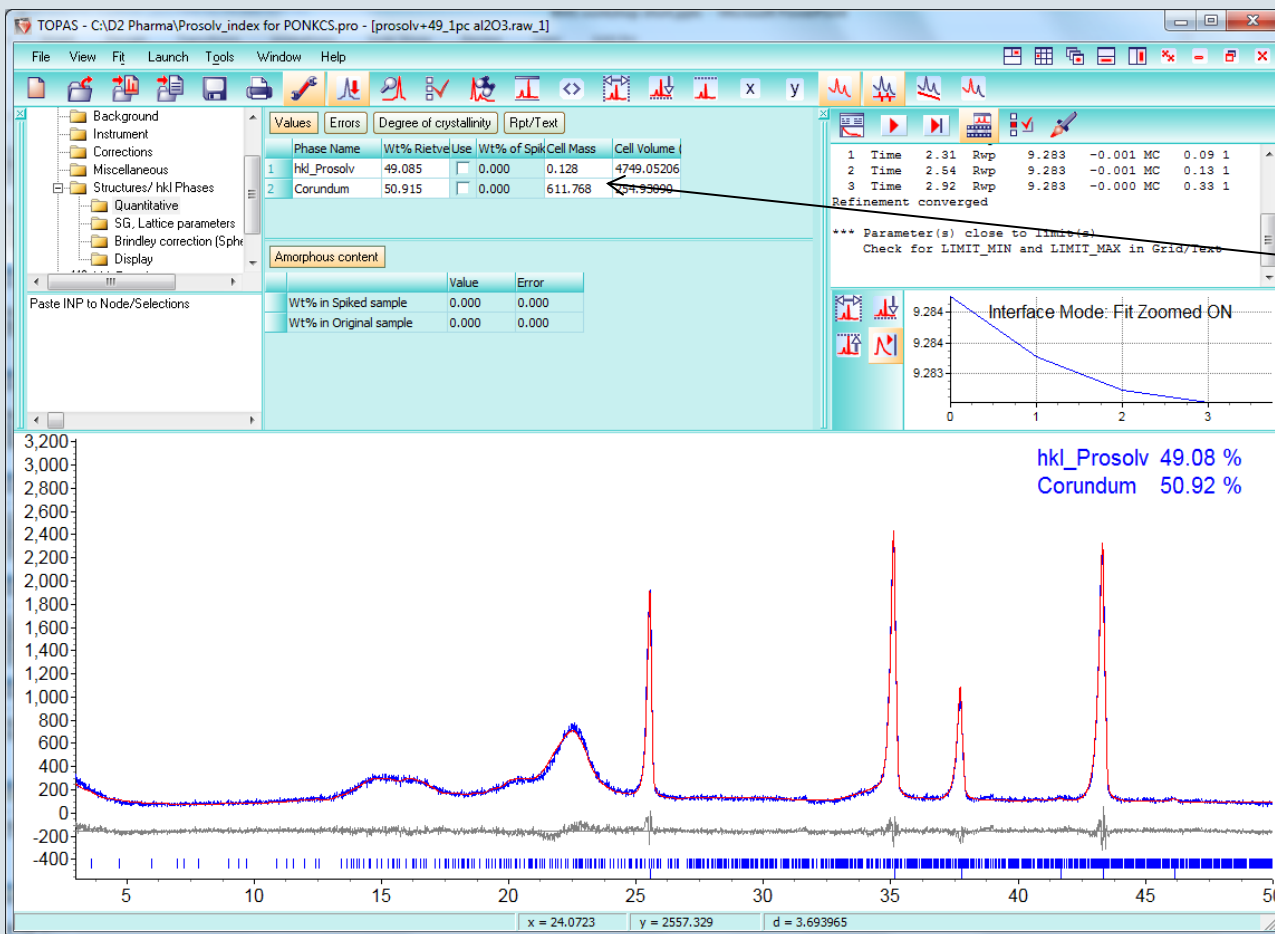 TOPAS - C:\D2 Pharma\Prosolv_index for PONKCS.pro - [prosolv+49_1pc al2O3.raw_1]
File View Fit Launch Tools Window Help
x y
Background
Instrument
Corrections
Miscellaneous
Structures/ hkl Phases
Quantitative
SG, Lattice parameters
Brindley correction (Sphe
Display
Paste INP to Node/Selections
Values Errors Degree of crystallinity Rpt/Text
Phase Name Wt% Rietve Use Wt% of Spik Cell Mass Cell Volume (
1 hkl_Prosolv 49.085 0.000 0.128 4749.05206
2 Corundum 50.915 0.000 611.768 254.93890
Amorphous content
Value Error
Wt% in Spiked sample 0.000 0.000
Wt% in Original sample 0.000 0.000
1 Time 2.31 Rwp 9.283 -0.001 MC 0.09 1
2 Time 2.54 Rwp 9.283 -0.001 MC 0.13 1
3 Time 2.92 Rwp 9.283 -0.000 MC 0.33 1
Refinement converged
*** Parameter(s) close to limit(s)
Check for LIMIT_MIN and LIMIT_MAX in Grid/Text
Interface Mode: Fit Zoomed ON
9.284
9.284
9.283
0 1 2 3
hkl_Prosolv 49.08 %
Corundum 50.92 %
3,200
3,000
2,800
2,600
2,400
2,200
2,000
1,800
1,600
1,400
1,200
1,000
800
600
400
200
0
-200
-400
5 10 15 20 25 30 35 40 45 50
x = 24.0723 y = 2557.329 d = 3.693965